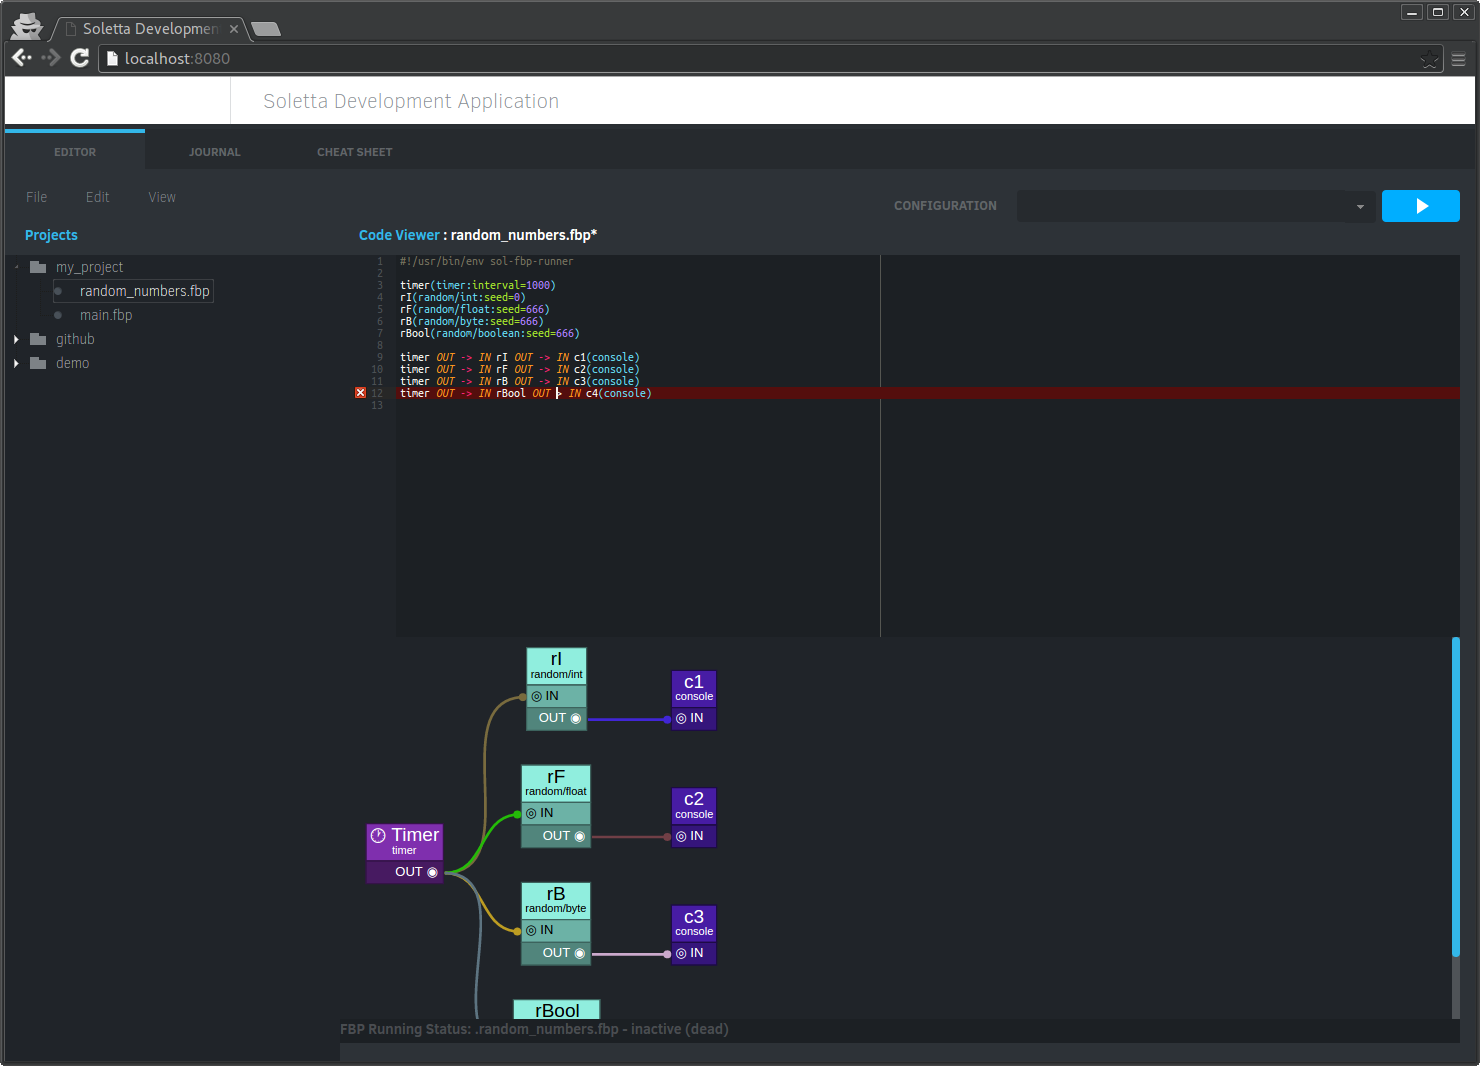 Soletta Developmen
localhost:8080
Soletta Development Application
EDITOR JOURNAL CHEAT SHEET
File Edit View
CONFIGURATION
Projects
Code Viewer : random_numbers.fbp*
my_project
random_numbers.fbp
main.fbp
github
demo
1 #!/usr/bin/env sol-fbp-runner
2
3 timer(timer:interval=1000)
4 rI(random/int:seed=0)
5 rF(random/float:seed=666)
6 rB(random/byte:seed=666)
7 rBool(random/boolean:seed=666)
8
9 timer OUT -> IN rI OUT -> IN c1(console)
10 timer OUT -> IN rF OUT -> IN c2(console)
11 timer OUT -> IN rB OUT -> IN c3(console)
12 timer OUT -> IN rBool OUT > IN c4(console)
13
rI
random/int
IN
OUT
c1
console
IN
rF
random/float
IN
OUT
c2
console
IN
Timer
timer
OUT
rB
random/byte
IN
OUT
c3
console
IN
rBool
FBP Running Status: .random_numbers.fbp - inactive (dead)